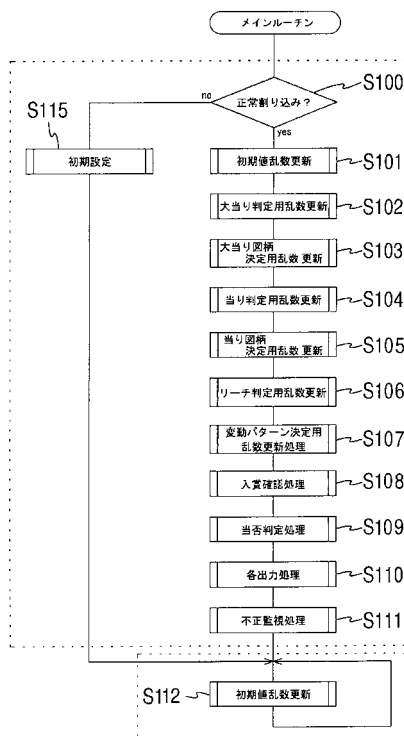 メインルーチン
S100
正常割り込み？
no
yes
S115
初期設定
初期値乱数更新
S101
大当り判定用乱数更新
S102
大当り図柄
決定用乱数 更新
S103
当り判定用乱数更新
S104
当り図柄
決定用乱数 更新
S105
リーチ判定用乱数更新
S106
変動パターン決定用
乱数更新処理
S107
入賞確認処理
S108
当否判定処理
S109
各出力処理
S110
不正監視処理
S111
S112
初期値乱数更新